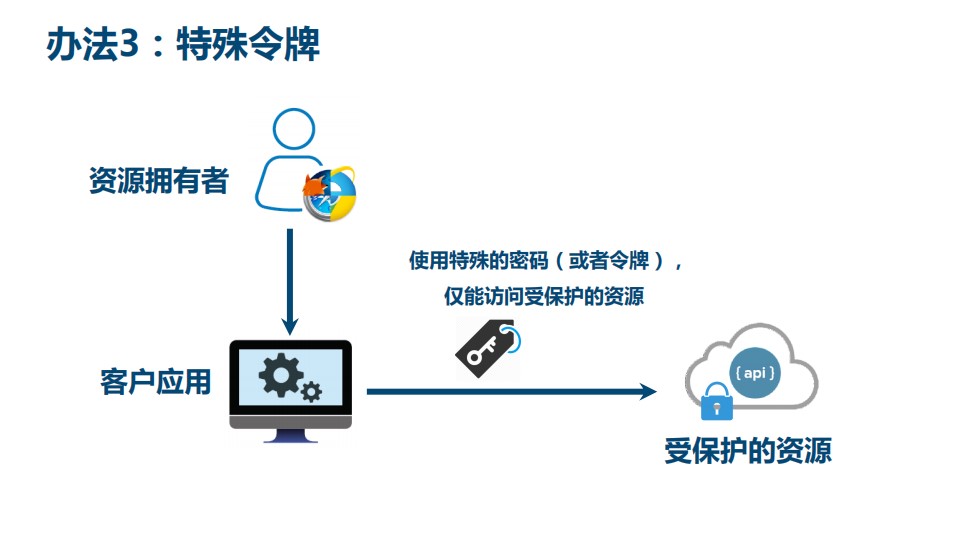 办法3：特殊令牌
资源拥有者
使用特殊的密码（或者令牌），
仅能访问受保护的资源
客户应用
{ api }
受保护的资源